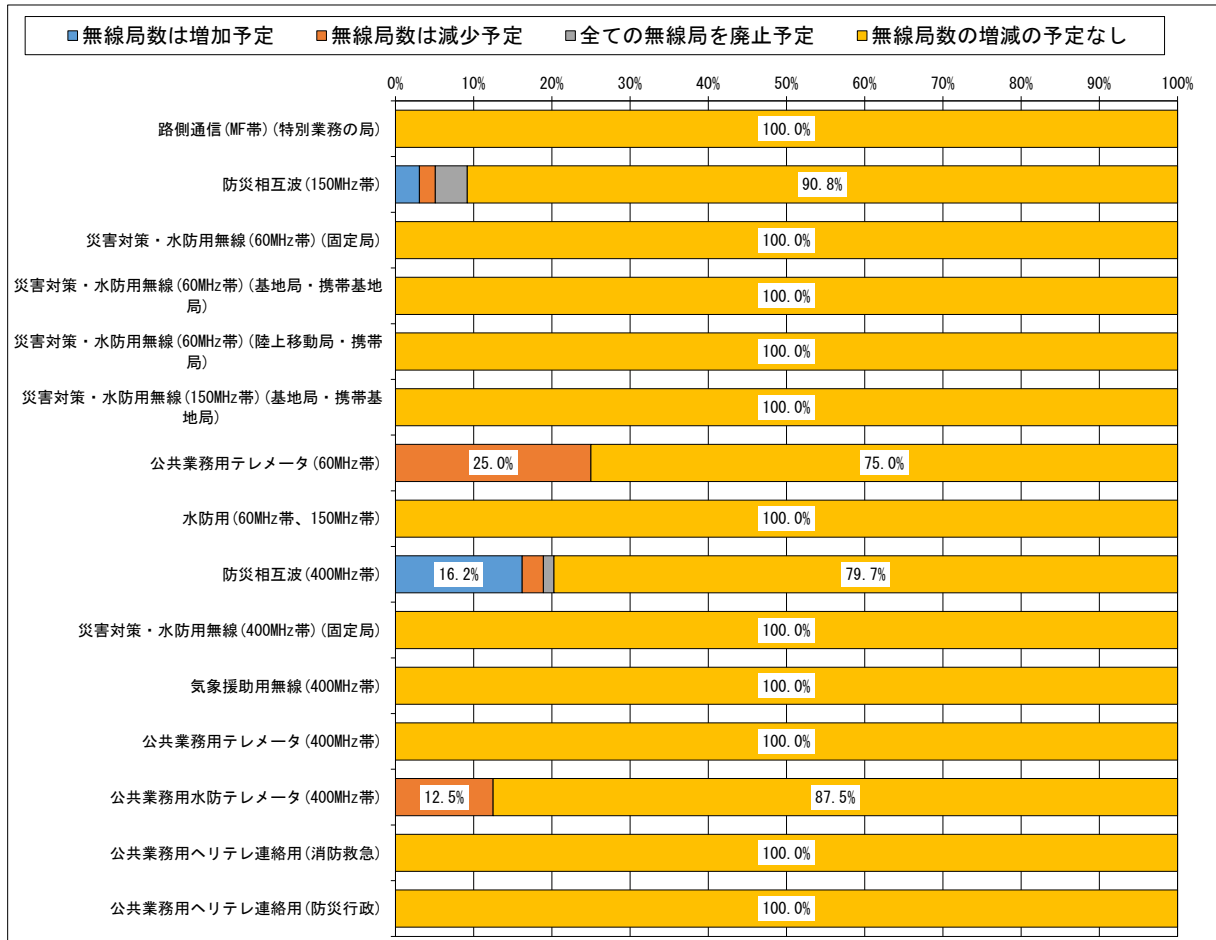 ■無線局数は増加予定 ■無線局数は減少予定 ■全ての無線局を廃止予定 ■無線局数の増減の予定なし
0% 10% 20% 30% 40% 50% 60% 70% 80% 90% 100%
路側通信(MF帯)(特別業務の局) 100.0%
防災相互波(150MHz帯) 90.8%
災害対策・水防用無線(60MHz帯)(固定局) 100.0%
災害対策・水防用無線(60MHz帯)(基地局・携帯基地
局) 100.0%
災害対策・水防用無線(60MHz帯)(陸上移動局・携帯
局) 100.0%
災害対策・水防用無線(150MHz帯)(基地局・携帯基
地局) 100.0%
公共業務用テレメータ(60MHz帯) 25.0% 75.0%
水防用(60MHz帯、150MHz帯) 100.0%
防災相互波(400MHz帯) 16.2% 79.7%
災害対策・水防用無線(400MHz帯)(固定局) 100.0%
気象援助用無線(400MHz帯) 100.0%
公共業務用テレメータ(400MHz帯) 100.0%
公共業務用水防テレメータ(400MHz帯) 12.5% 87.5%
公共業務用ヘリテレ連絡用(消防救急) 100.0%
公共業務用ヘリテレ連絡用(防災行政) 100.0%